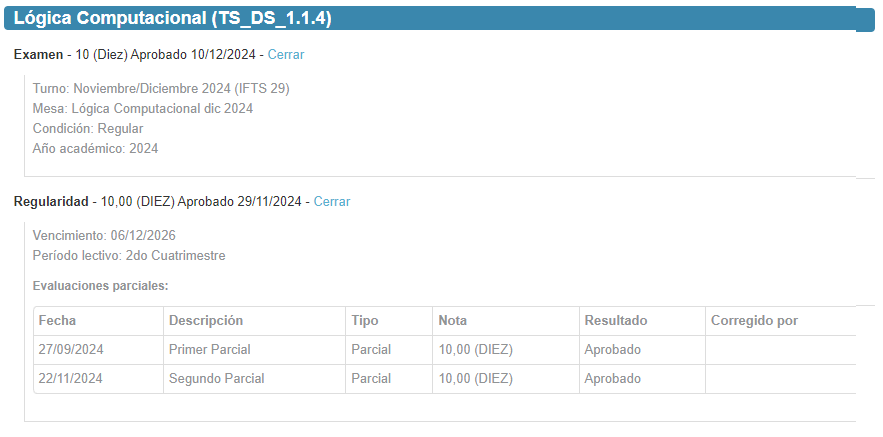 Lógica Computacional (TS_DS_1.1.4)
Examen - 10 (Diez) Aprobado 10/12/2024 - Cerrar
Turno: Noviembre/Diciembre 2024 (IFTS 29)
Mesa: Lógica Computacional dic 2024
Condición: Regular
Año académico: 2024
Regularidad - 10,00 (DIEZ) Aprobado 29/11/2024 - Cerrar
Vencimiento: 06/12/2026
Período lectivo: 2do Cuatrimestre
Evaluaciones parciales:
Fecha Descripción Tipo Nota Resultado Corregido por
27/09/2024 Primer Parcial Parcial 10,00 (DIEZ) Aprobado
22/11/2024 Segundo Parcial Parcial 10,00 (DIEZ) Aprobado